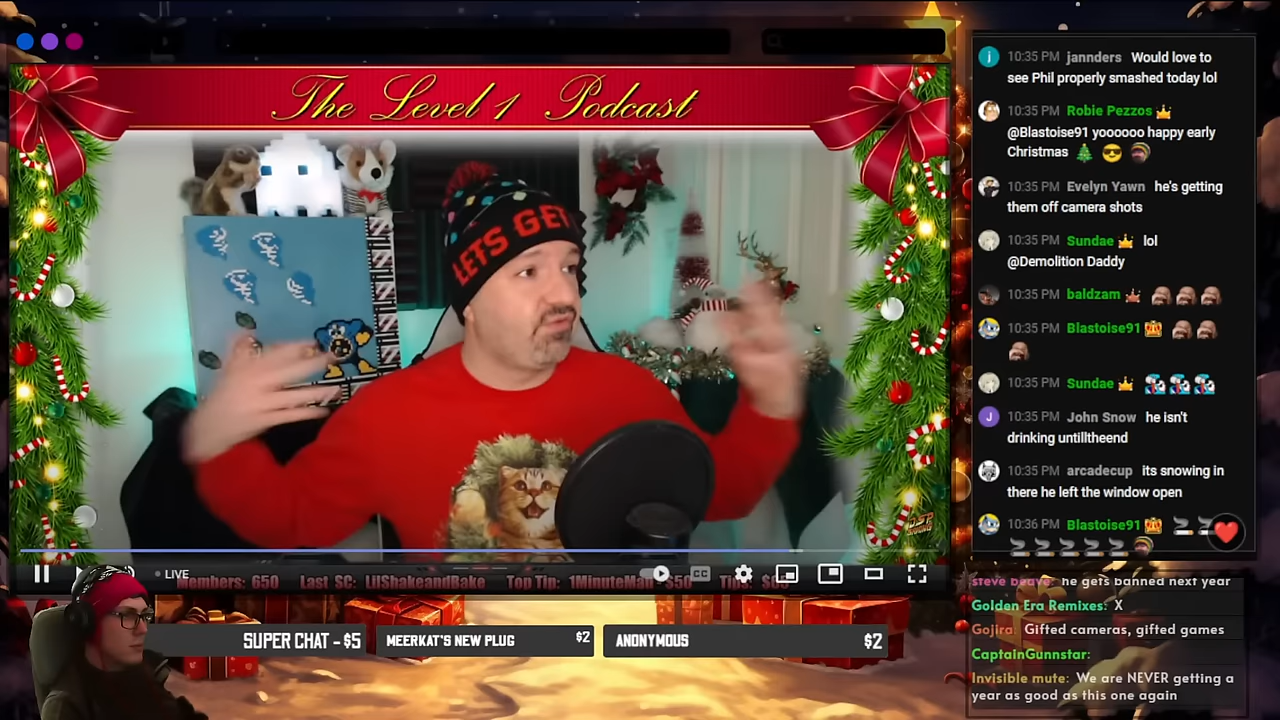 The Level 1 Podcast
LETS GET
LIVE
CC
Members: 650 Last SC: LilShakeandBake Top Tip: 1MinuteMan - $50
SUPER CHAT - $5
MEERKAT'S NEW PLUG $2
ANONYMOUS $2
10:35 PM jannders Would love to
see Phil properly smashed today lol
10:35 PM Robie Pezzos
@Blastoise91 yoooooo happy early
Christmas
10:35 PM Evelyn Yawn he's getting
them off camera shots
10:35 PM Sundae lol
@Demolition Daddy
10:35 PM baldzam
10:35 PM Blastoise91
10:35 PM Sundae
10:35 PM John Snow he isn't
drinking untilltheend
10:35 PM arcadecup its snowing in
there he left the window open
10:36 PM Blastoise91
steve beave: he gets banned next year
Golden Era Remixes: X
Gojira: Gifted cameras, gifted games
CaptainGunnstar:
Invisible mute: We are NEVER getting a
year as good as this one again